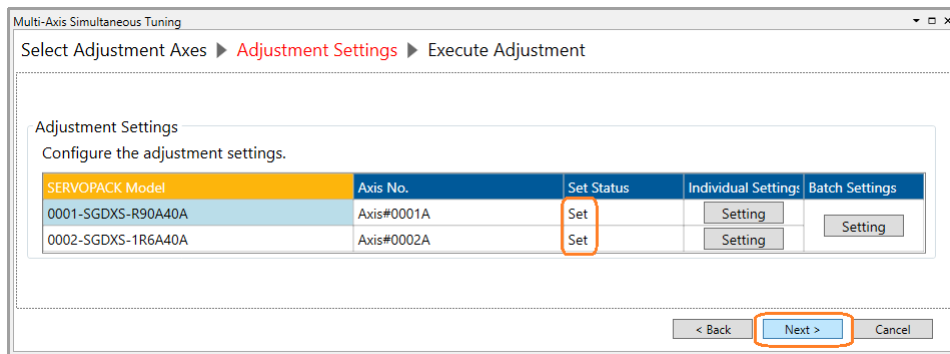 Multi-Axis Simultaneous Tuning
Select Adjustment Axes ▶ Adjustment Settings ▶ Execute Adjustment
Adjustment Settings
Configure the adjustment settings.
SERVOPACK Model Axis No. Set Status Individual Settings Batch Settings
0001-SGDXS-R90A40A Axis#0001A Set Setting Setting
0002-SGDXS-1R6A40A Axis#0002A Set Setting
< Back Next > Cancel